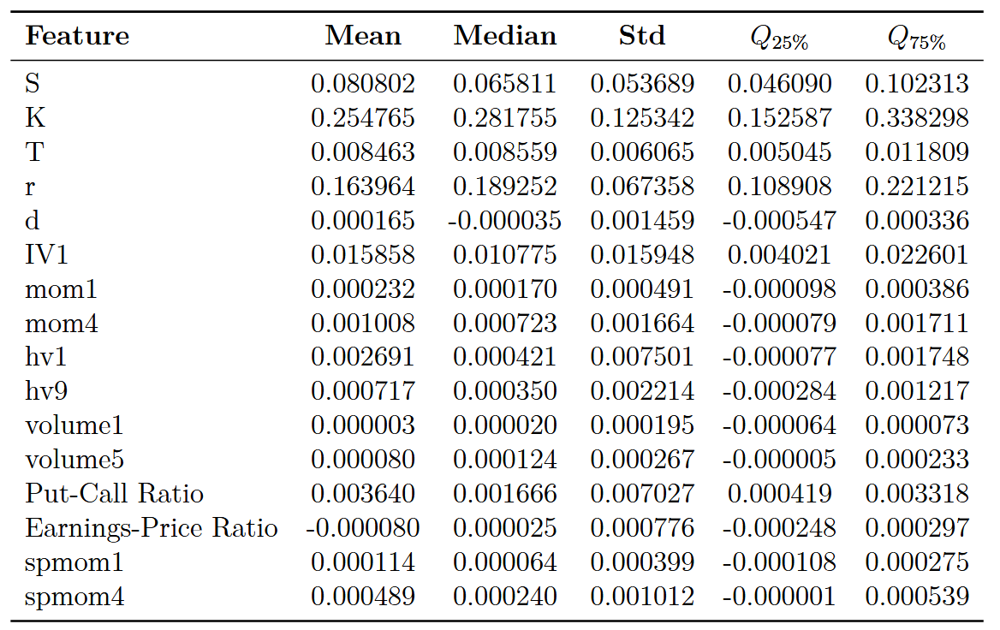 Feature Mean Median Std Q25% Q75%
S 0.080802 0.065811 0.053689 0.046090 0.102313
K 0.254765 0.281755 0.125342 0.152587 0.338298
T 0.008463 0.008559 0.006065 0.005045 0.011809
r 0.163964 0.189252 0.067358 0.108908 0.221215
d 0.000165 -0.000035 0.001459 -0.000547 0.000336
IV1 0.015858 0.010775 0.015948 0.004021 0.022601
mom1 0.000232 0.000170 0.000491 -0.000098 0.000386
mom4 0.001008 0.000723 0.001664 -0.000079 0.001711
hv1 0.002691 0.000421 0.007501 -0.000077 0.001748
hv9 0.000717 0.000350 0.002214 -0.000284 0.001217
volume1 0.000003 0.000020 0.000195 -0.000064 0.000073
volume5 0.000080 0.000124 0.000267 -0.000005 0.000233
Put-Call Ratio 0.003640 0.001666 0.007027 0.000419 0.003318
Earnings-Price Ratio -0.000080 0.000025 0.000776 -0.000248 0.000297
spmom1 0.000114 0.000064 0.000399 -0.000108 0.000275
spmom4 0.000489 0.000240 0.001012 -0.000001 0.000539